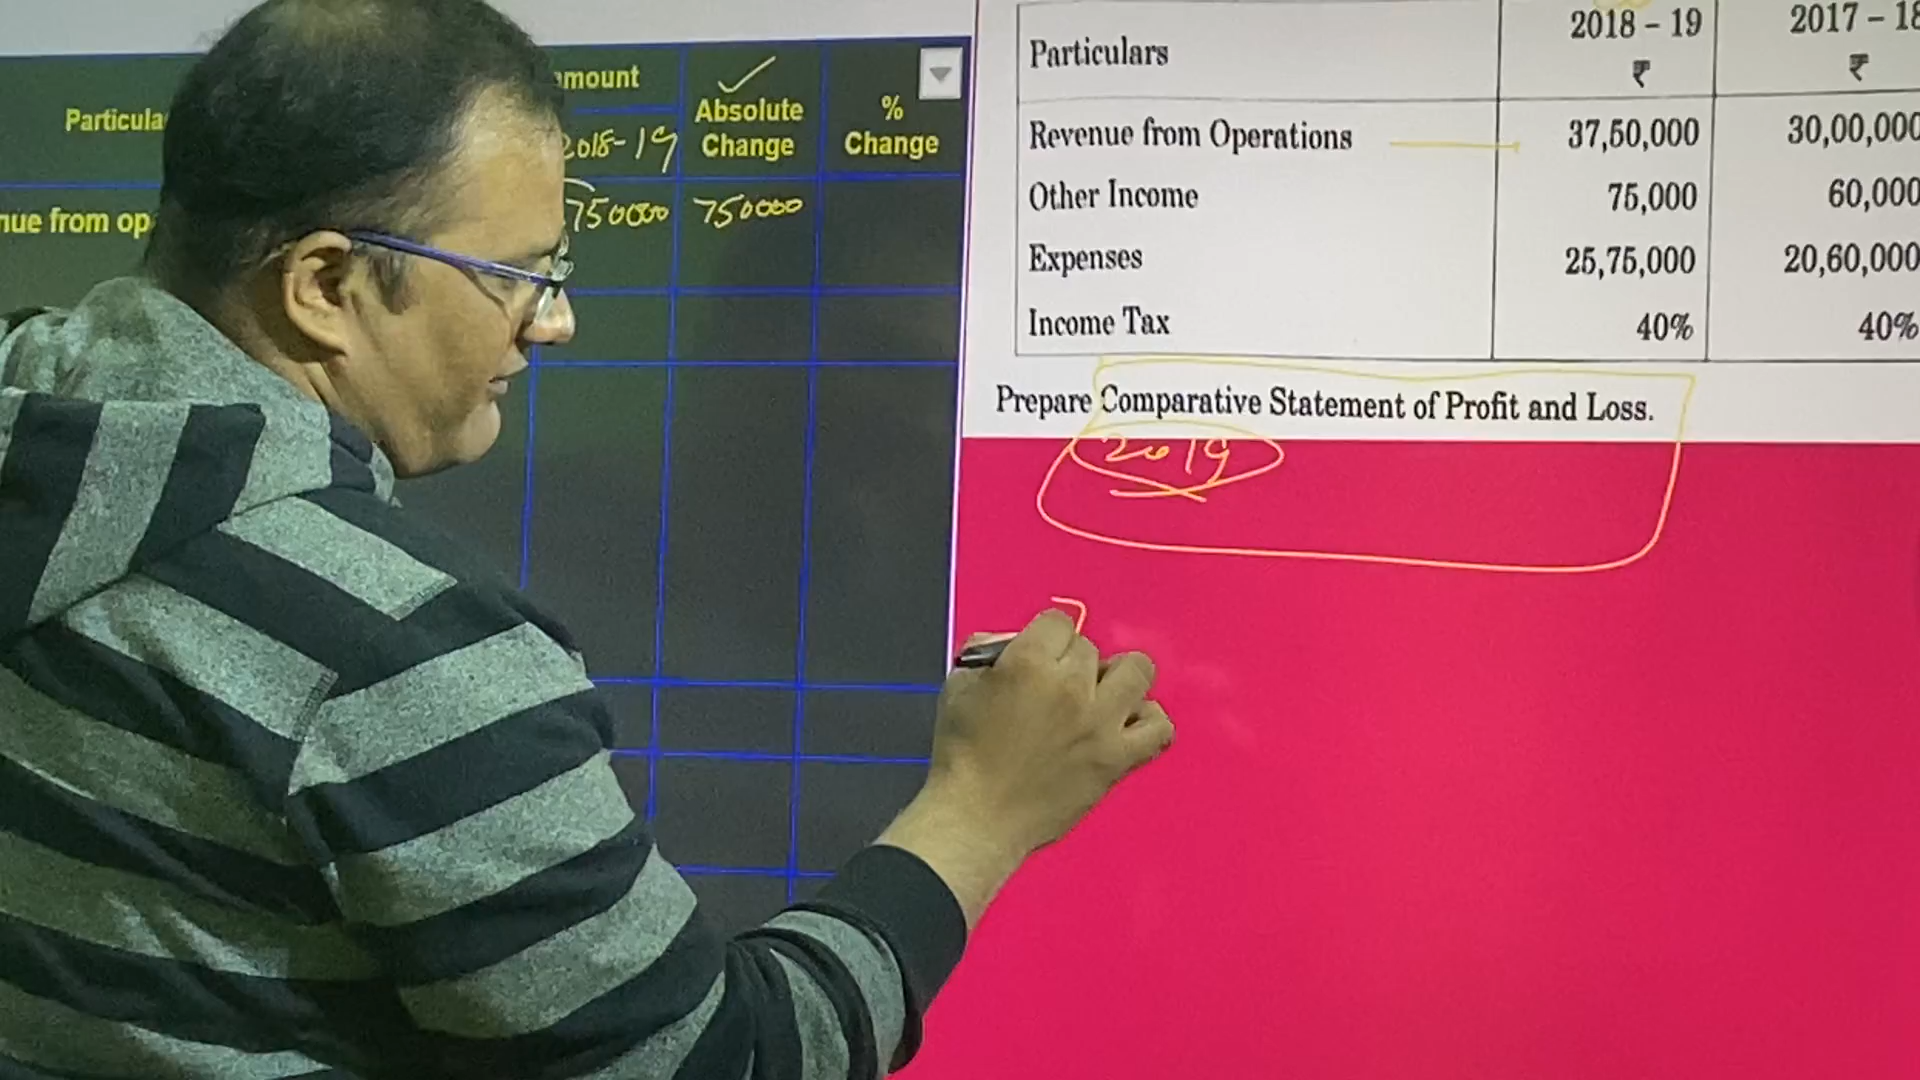 amount
Particula
2018-19
Absolute
Change
%
Change
nue from op
750000 750000
Particulars
2018 – 19
₹
2017 – 18
₹
Revenue from Operations 37,50,000 30,00,000
Other Income 75,000 60,000
Expenses 25,75,000 20,60,000
Income Tax 40% 40%
Prepare Comparative Statement of Profit and Loss.
2019
7